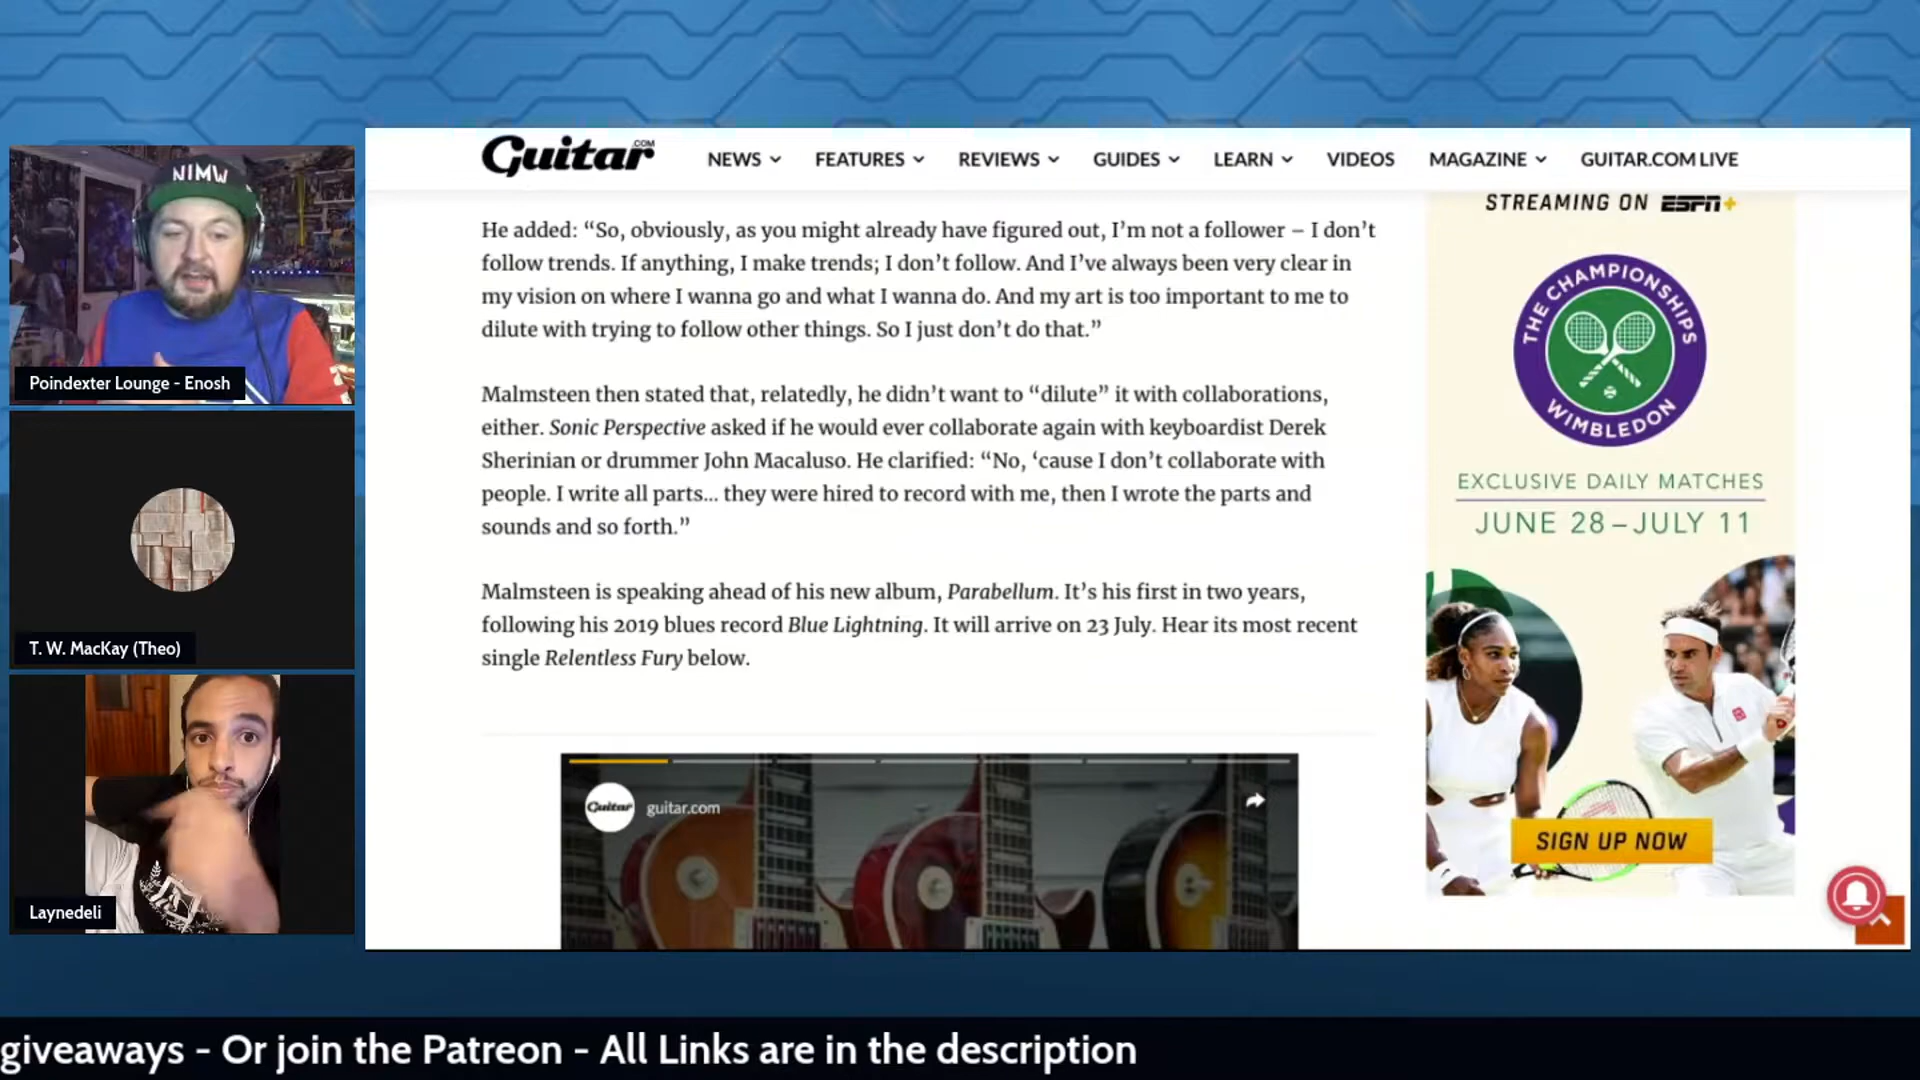 NIMW
Poindexter Lounge - Enosh
T. W. MacKay (Theo)
Laynedeli
Guitar.COM
NEWS
FEATURES
REVIEWS
GUIDES
LEARN
VIDEOS
MAGAZINE
GUITAR.COM LIVE
He added: “So, obviously, as you might already have figured out, I’m not a follower – I don’t
follow trends. If anything, I make trends; I don’t follow. And I’ve always been very clear in
my vision on where I wanna go and what I wanna do. And my art is too important to me to
dilute with trying to follow other things. So I just don’t do that.”
Malmsteen then stated that, relatedly, he didn’t want to “dilute” it with collaborations,
either. Sonic Perspective asked if he would ever collaborate again with keyboardist Derek
Sherinian or drummer John Macaluso. He clarified: “No, ‘cause I don’t collaborate with
people. I write all parts… they were hired to record with me, then I wrote the parts and
sounds and so forth.”
Malmsteen is speaking ahead of his new album, Parabellum. It’s his first in two years,
following his 2019 blues record Blue Lightning. It will arrive on 23 July. Hear its most recent
single Relentless Fury below.
Guitar
guitar.com
STREAMING ON ESPN+
THE CHAMPIONSHIPS
WIMBLEDON
EXCLUSIVE DAILY MATCHES
JUNE 28 – JULY 11
SIGN UP NOW
giveaways - Or join the Patreon - All Links are in the description